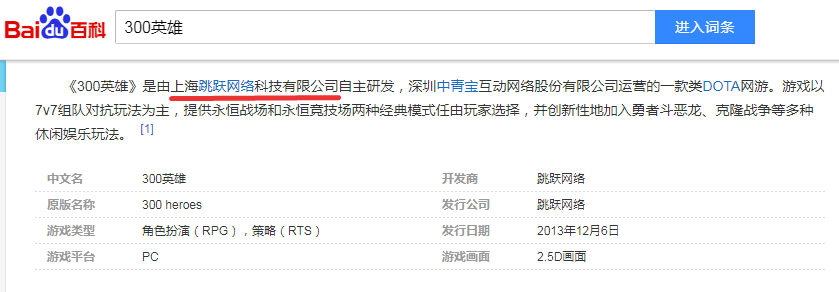 Bai du 百科 300英雄 进入词条
《300英雄》是由上海跳跃网络科技有限公司自主研发，深圳中青宝互动网络股份有限公司运营的一款类DOTA网游。游戏以
7v7组队对抗玩法为主，提供永恒战场和永恒竞技场两种经典模式任由玩家选择，并创新性地加入勇者斗恶龙、克隆战争等多种
休闲娱乐玩法。 [1]
中文名 300英雄 开发商 跳跃网络
原版名称 300 heroes 发行公司 跳跃网络
游戏类型 角色扮演（RPG），策略（RTS） 发行日期 2013年12月6日
游戏平台 PC 游戏画面 2.5D画面